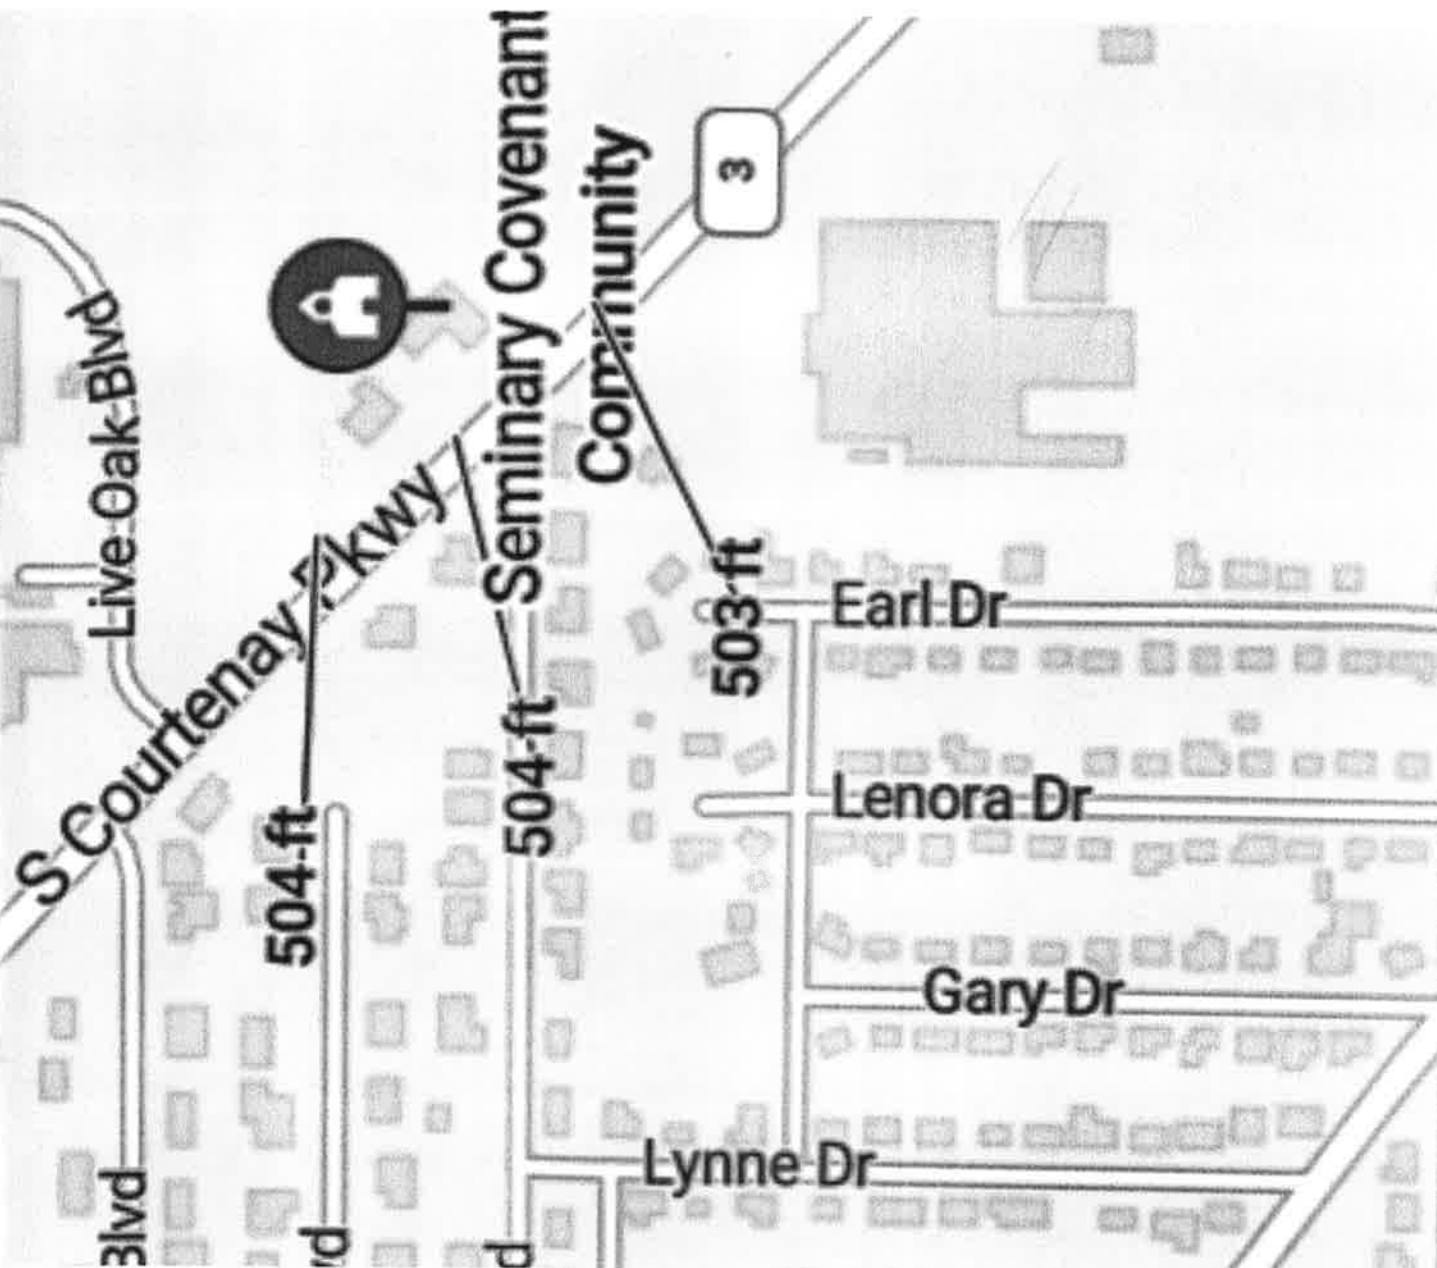 Seminary Covenant
Community
3
Live Oak Blvd
S Courtenay Pkwy
503-ft
Earl Dr
504-ft
Lenora Dr
504-ft
Gary Dr
Lynne Dr
Blvd